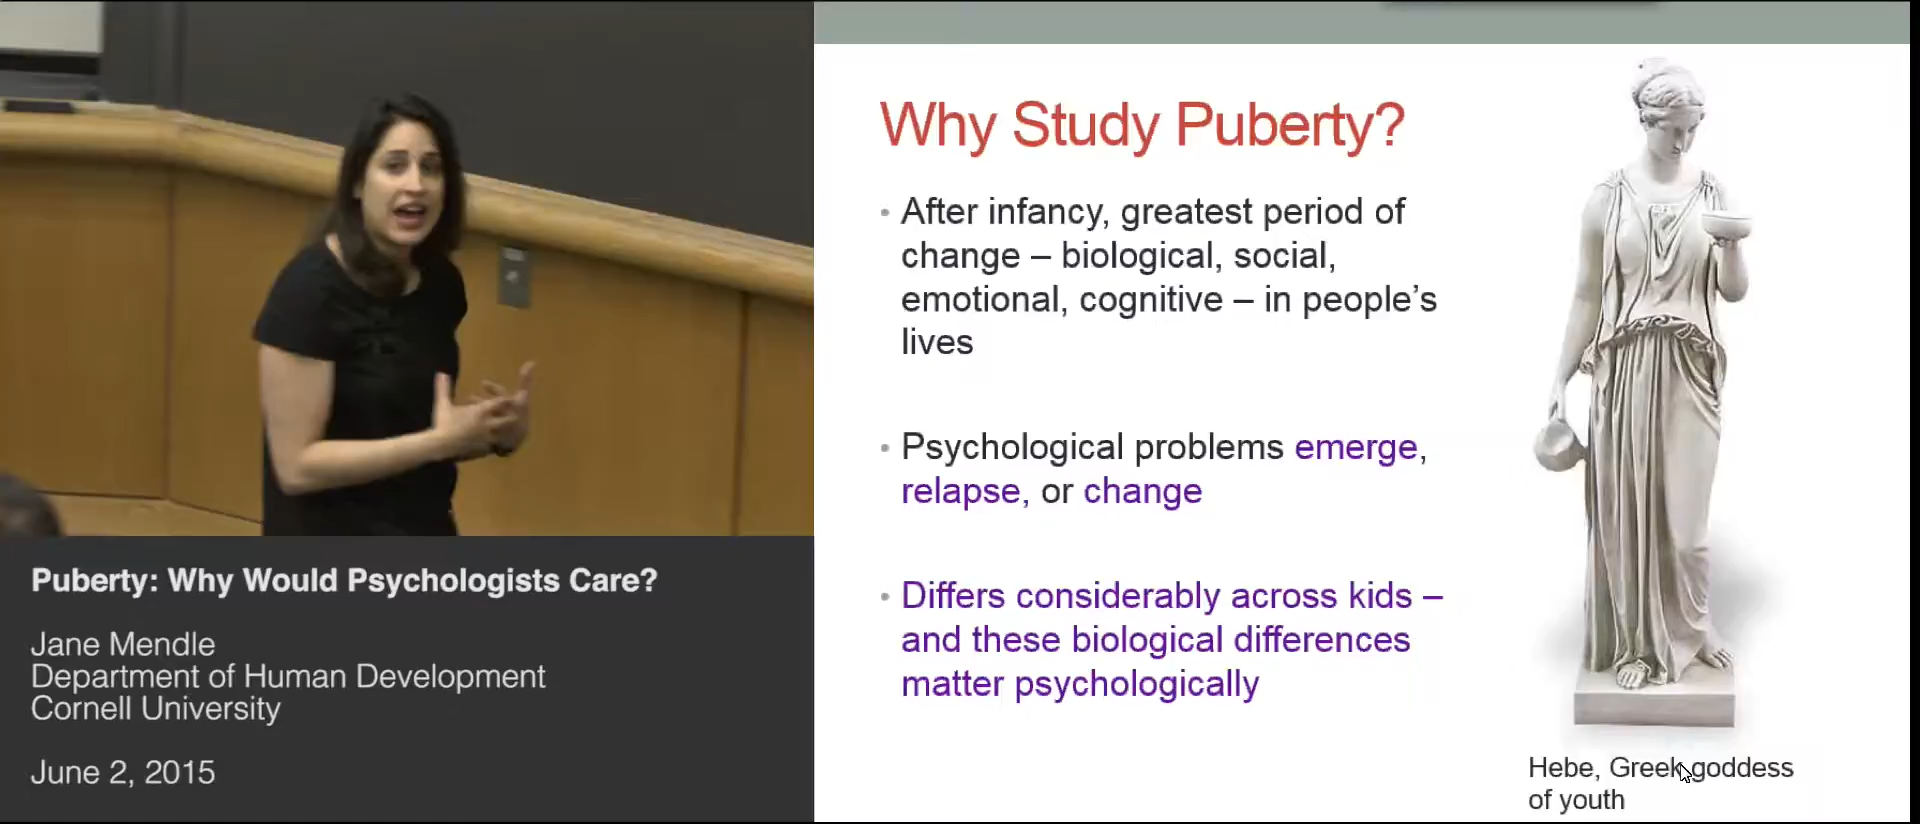 Why Study Puberty?
• After infancy, greatest period of
change – biological, social,
emotional, cognitive – in people’s
lives
• Psychological problems emerge,
relapse, or change
• Differs considerably across kids –
and these biological differences
matter psychologically
Hebe, Greek goddess
of youth
Puberty: Why Would Psychologists Care?
Jane Mendle
Department of Human Development
Cornell University
June 2, 2015